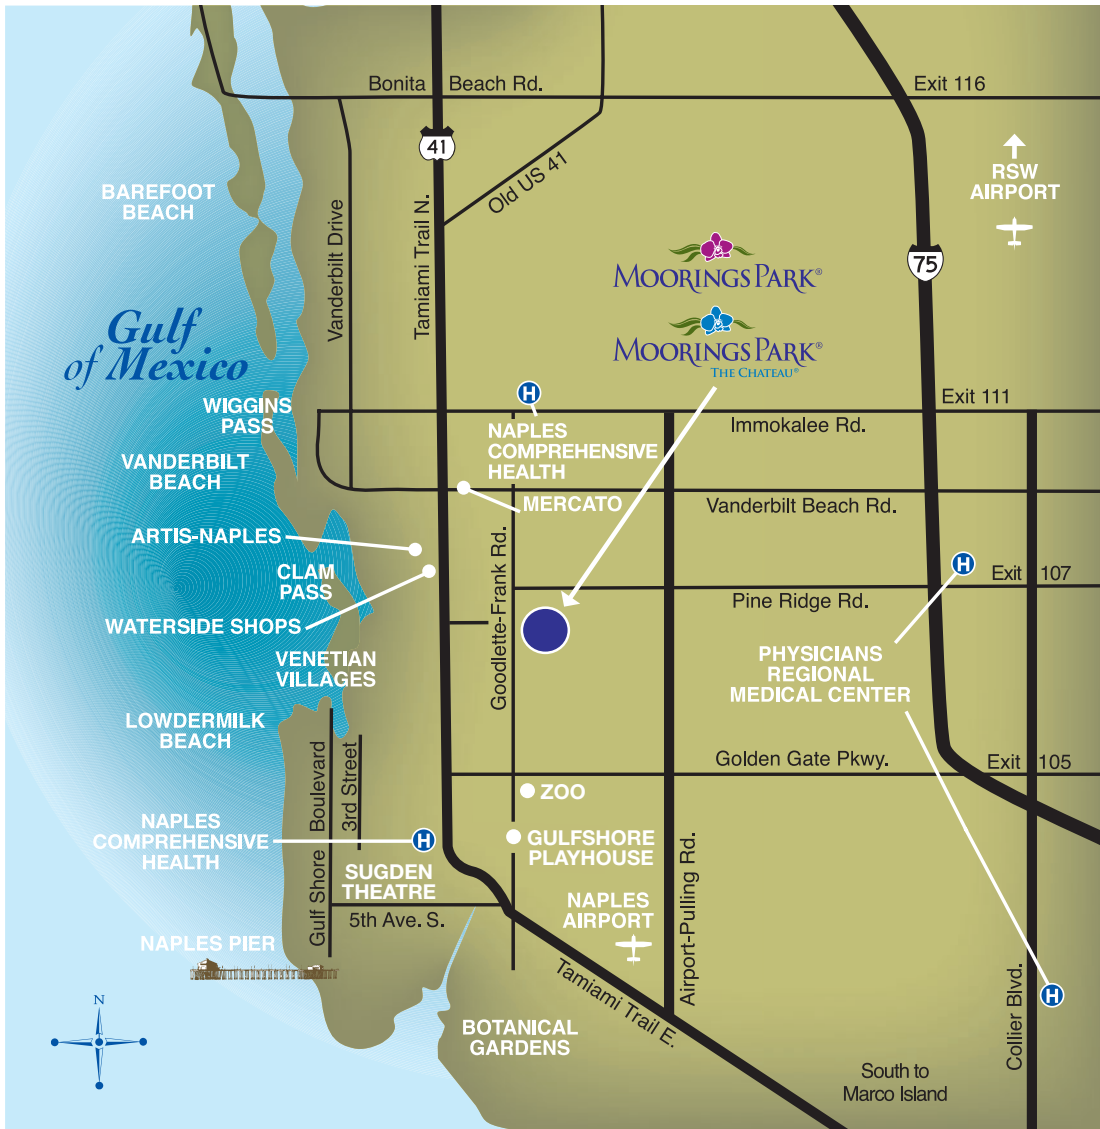 Bonita Beach Rd.
Exit 116
41
Old US 41
RSW
AIRPORT
BAREFOOT
BEACH
Vanderbilt Drive
Tamiami Trail N.
MOORINGS PARK®
75
Gulf
of Mexico
MOORINGS PARK®
THE CHATEAU®
H
Exit 111
WIGGINS
PASS
Immokalee Rd.
NAPLES
COMPREHENSIVE
HEALTH
VANDERBILT
BEACH
MERCATO
Vanderbilt Beach Rd.
ARTIS-NAPLES
CLAM
PASS
H
Exit 107
Pine Ridge Rd.
Goodlette-Frank Rd.
WATERSIDE SHOPS
VENETIAN
VILLAGES
PHYSICIANS
REGIONAL
MEDICAL CENTER
LOWDERMILK
BEACH
Gulf Shore Boulevard
3rd Street
Golden Gate Pkwy.
Exit 105
ZOO
NAPLES
COMPREHENSIVE
HEALTH
H
GULFSHORE
PLAYHOUSE
SUGDEN
THEATRE
Airport-Pulling Rd.
5th Ave. S.
NAPLES
AIRPORT
NAPLES PIER
Tamiami Trail E.
H
Collier Blvd.
N
BOTANICAL
GARDENS
South to
Marco Island